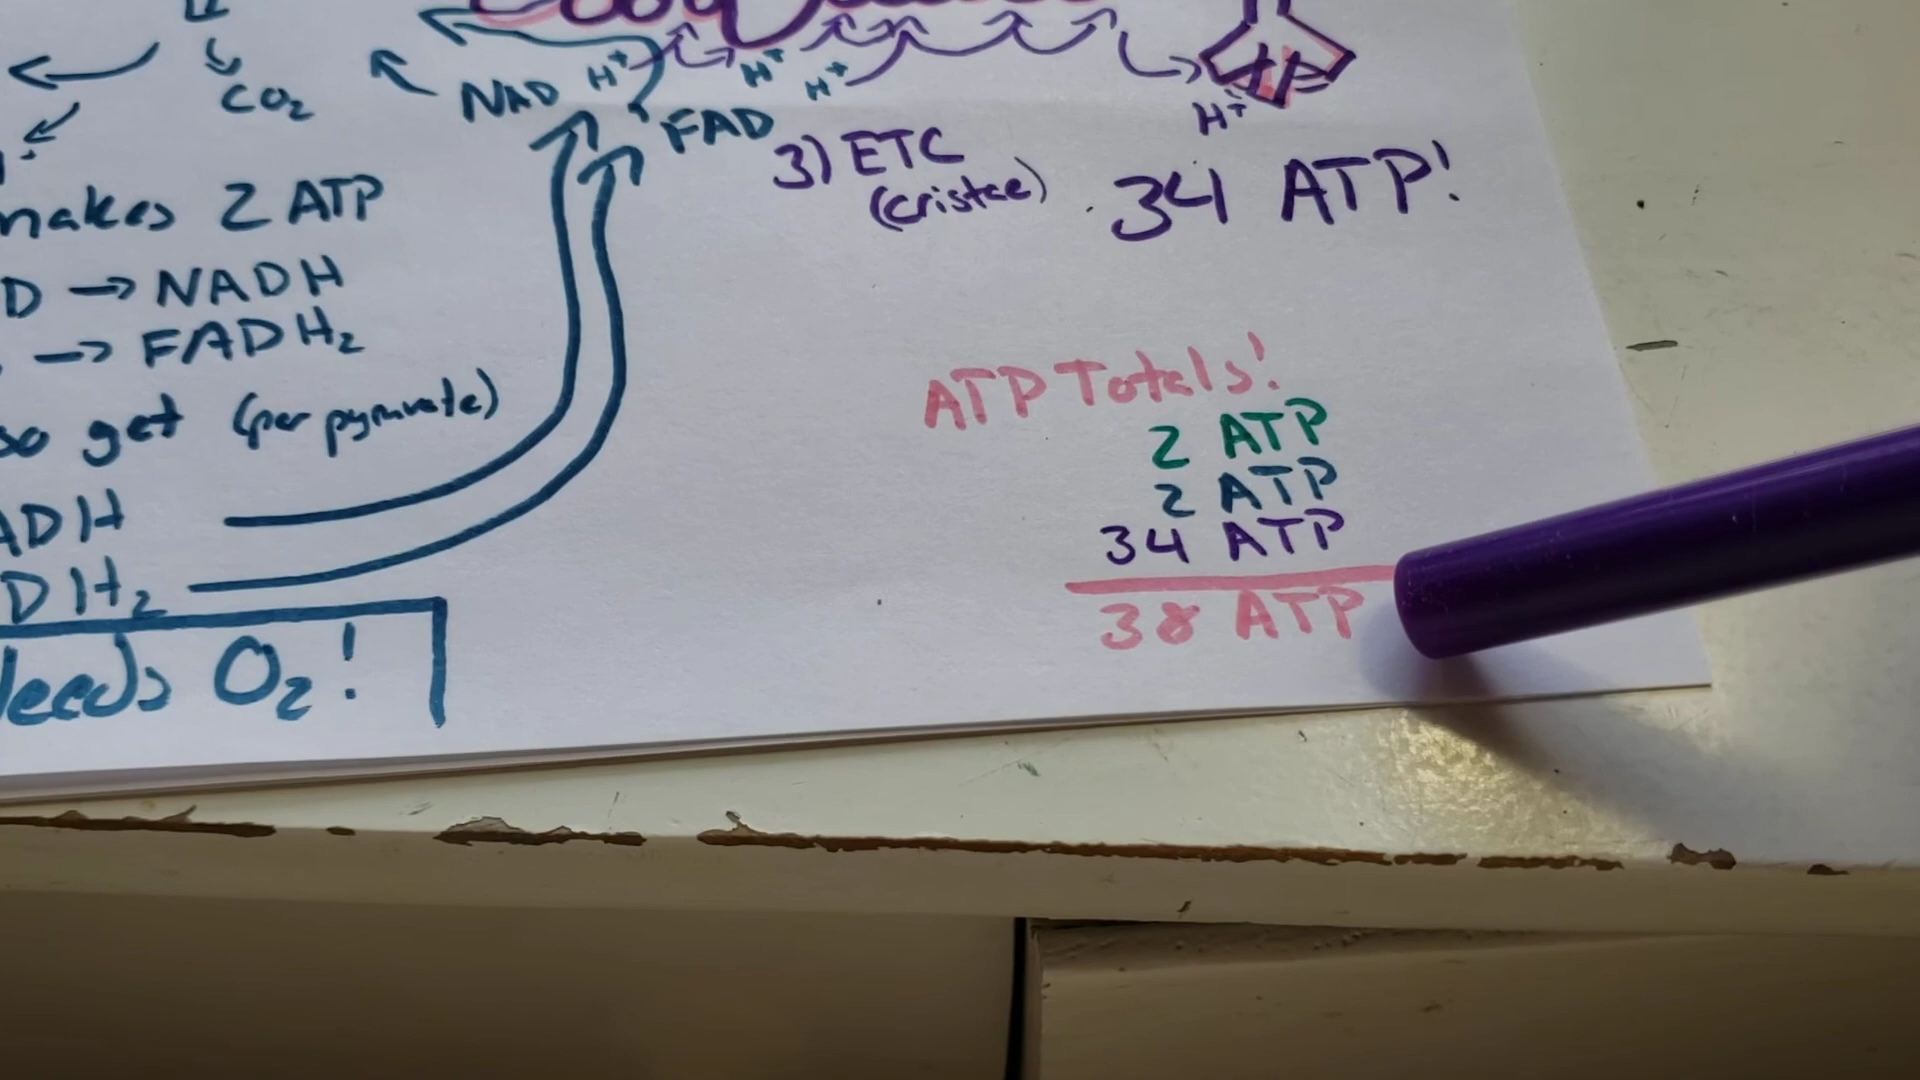 CO₂
NAD H⁺ H⁺ H⁺
FAD
ATP
H⁺
3) ETC
(cristae)
34 ATP!
makes 2 ATP
D → NADH
→ FADH₂
so get (per pyruvate)
ADH
DH₂
Needs O₂!
ATP Totals!
2 ATP
2 ATP
34 ATP
38 ATP